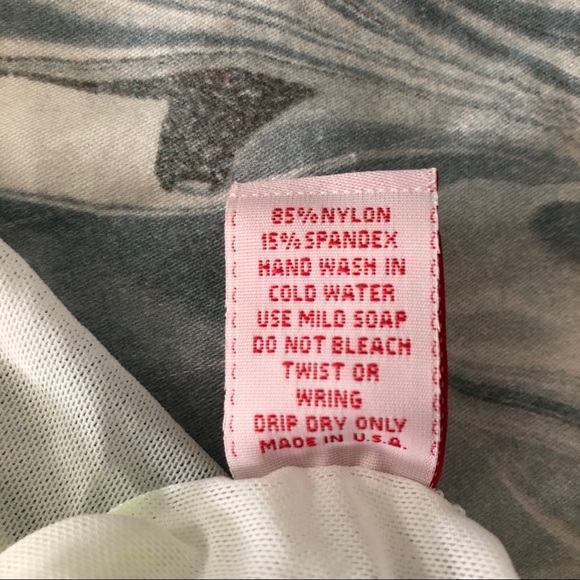 85% NYLON
15% SPANDEX
HAND WASH IN
COLD WATER
USE MILD SOAP
DO NOT BLEACH
TWIST OR
WRING
DRIP DRY ONLY
MADE IN U.S.A.